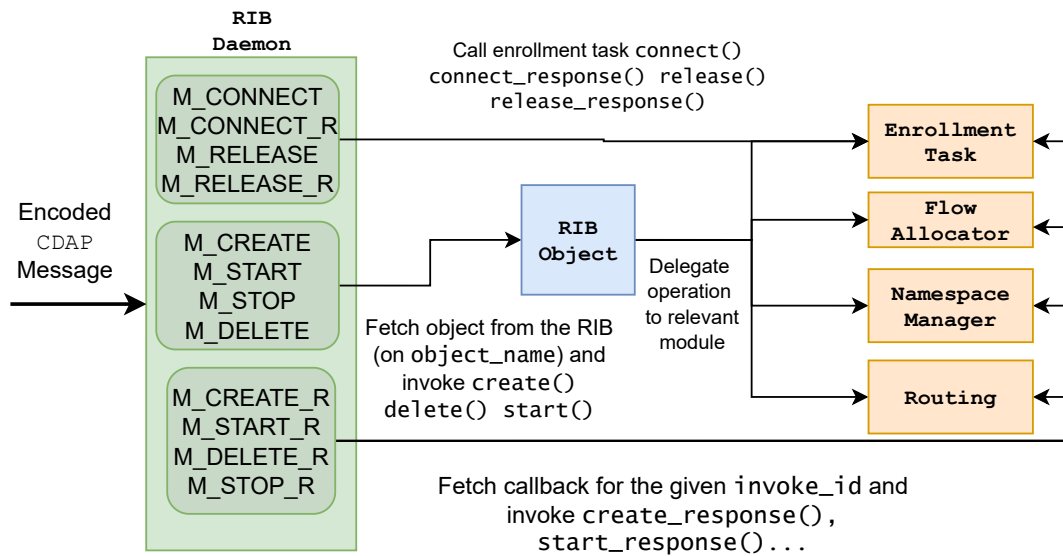 RIB
Daemon
M_CONNECT
M_CONNECT_R
M_RELEASE
M_RELEASE_R
Call enrollment task connect()
connect_response() release()
release_response()
Enrollment
Task
Encoded
CDAP
Message
M_CREATE
M_START
M_STOP
M_DELETE
RIB
Object
Flow
Allocator
Delegate
operation
to relevant
module
Namespace
Manager
Fetch object from the RIB
(on object_name) and
invoke create()
delete() start()
Routing
M_CREATE_R
M_START_R
M_DELETE_R
M_STOP_R
Fetch callback for the given invoke_id and
invoke create_response(),
start_response()...